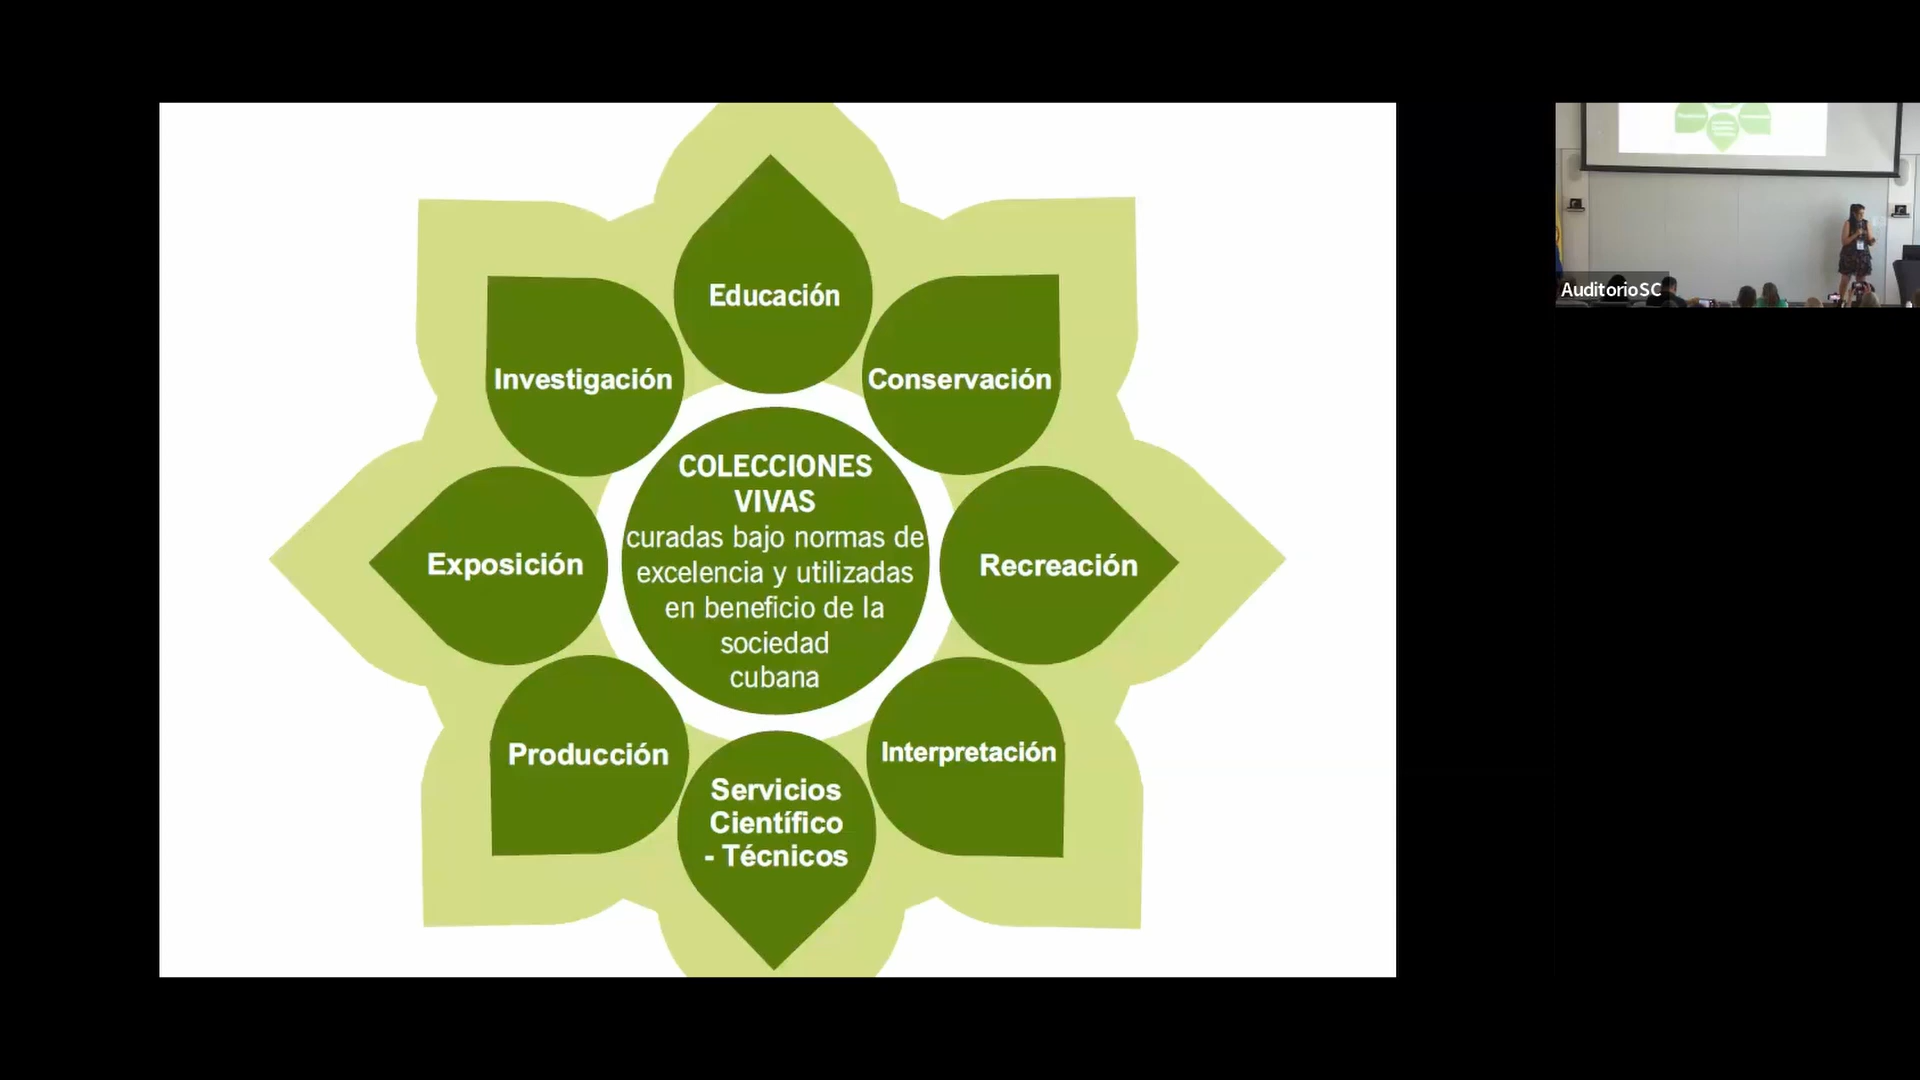 Educación
Investigación
Conservación
COLECCIONES
VIVAS
curadas bajo normas de
excelencia y utilizadas
en beneficio de la
sociedad
cubana
Exposición
Recreación
Producción
Interpretación
Servicios
Científico
- Técnicos
AuditorioSC